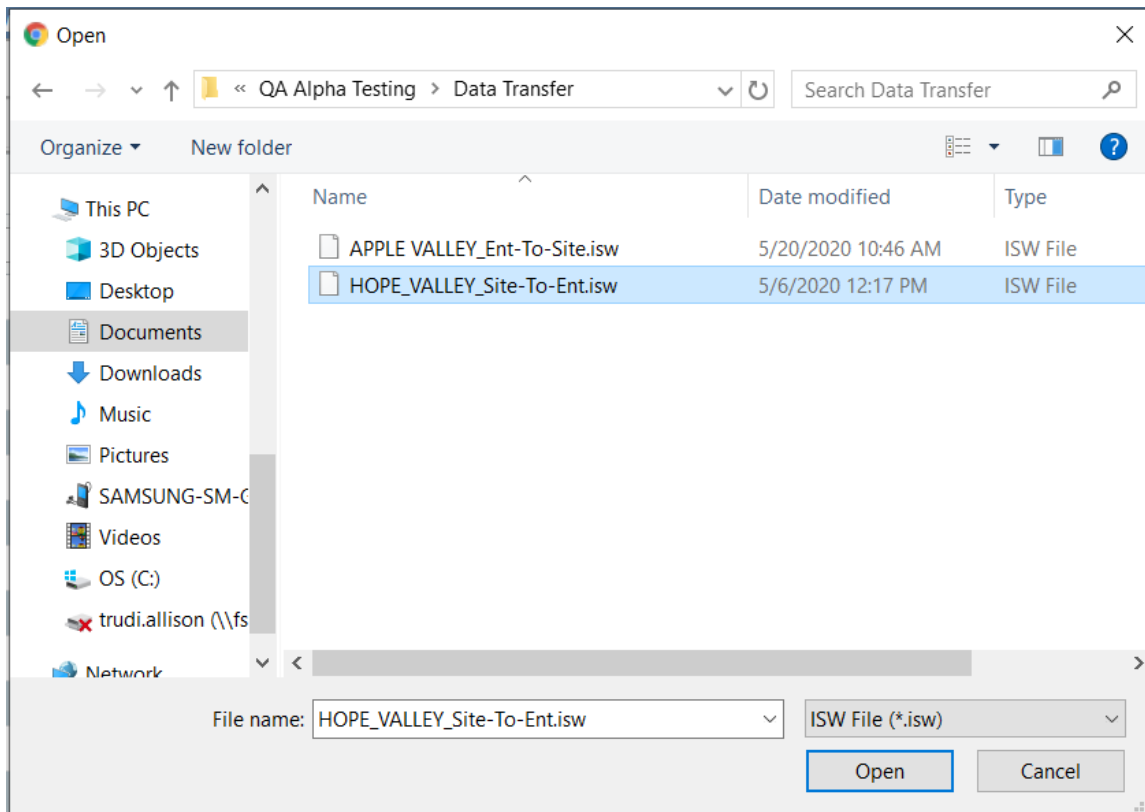 Open
« QA Alpha Testing > Data Transfer
Search Data Transfer
Organize
New folder
?
Name
Date modified
Type
This PC
3D Objects
Desktop
Documents
Downloads
Music
Pictures
SAMSUNG-SM-G
Videos
OS (C:)
trudi.allison (\\fs
Network
APPLE VALLEY_Ent-To-Site.isw 5/20/2020 10:46 AM ISW File
HOPE_VALLEY_Site-To-Ent.isw 5/6/2020 12:17 PM ISW File
File name: HOPE_VALLEY_Site-To-Ent.isw
ISW File (*.isw)
Open
Cancel